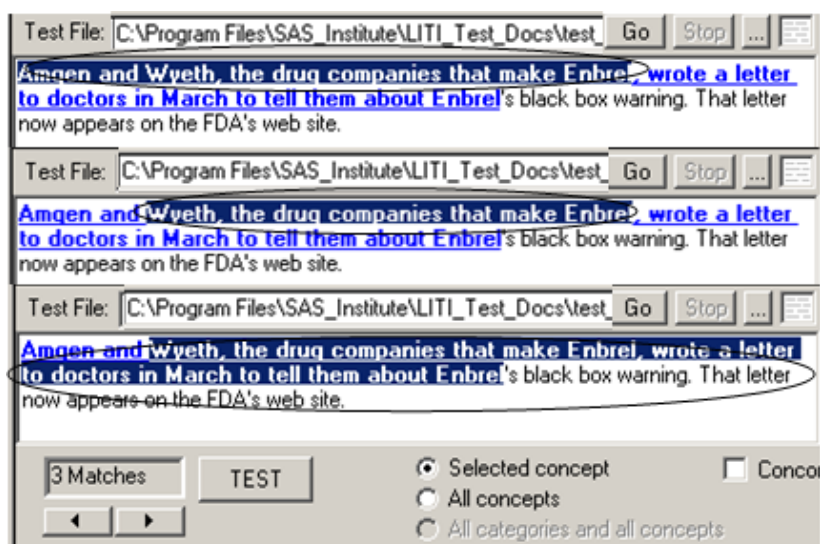 Test File: C:\Program Files\SAS_Institute\LITI_Test_Docs\test_ Go Stop ...
Amgen and Wyeth, the drug companies that make Enbrel, wrote a letter
to doctors in March to tell them about Enbrel's black box warning. That letter
now appears on the FDA's web site.
Test File: C:\Program Files\SAS_Institute\LITI_Test_Docs\test_ Go Stop ...
Amgen and Wyeth, the drug companies that make Enbrel, wrote a letter
to doctors in March to tell them about Enbrel's black box warning. That letter
now appears on the FDA's web site.
Test File: C:\Program Files\SAS_Institute\LITI_Test_Docs\test_ Go Stop ...
Amgen and Wyeth, the drug companies that make Enbrel, wrote a letter
to doctors in March to tell them about Enbrel's black box warning. That letter
now appears on the FDA's web site.
3 Matches TEST Selected concept Concor
All concepts
All categories and all concepts